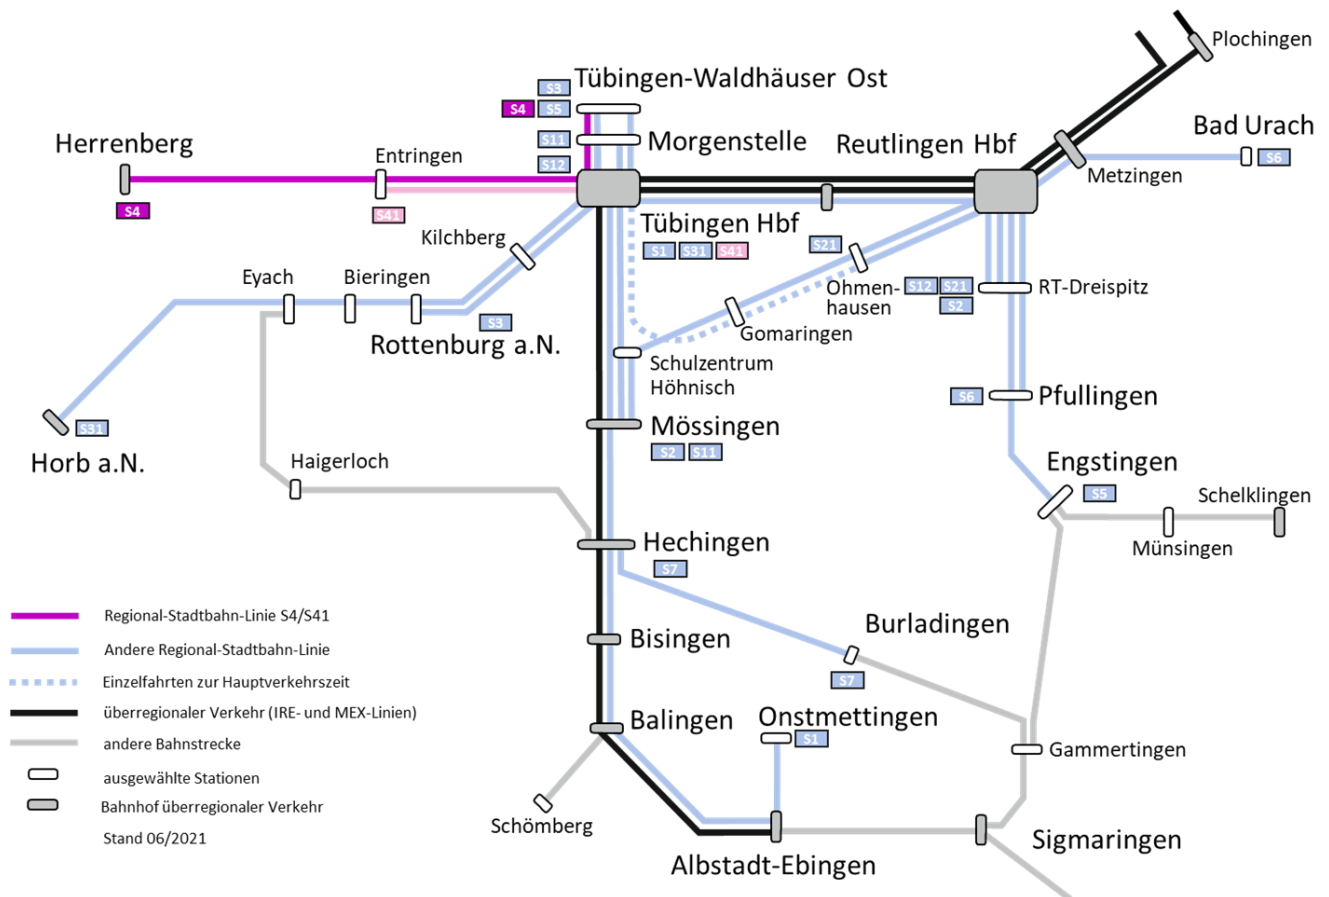 Plochingen
S3
Tübingen-Waldhäuser Ost
S4
S5
S11
Morgenstelle
S12
Herrenberg
S4
Entringen
S41
Reutlingen Hbf
Bad Urach
S6
Metzingen
Tübingen Hbf
S1
S31
S41
Kilchberg
Eyach
Bieringen
S3
Rottenburg a.N.
S31
Horb a.N.
S21
Ohmen-
hausen
S12
S21
S2
RT-Dreispitz
Gomaringen
Schulzentrum
Höhnisch
S6
Pfullingen
Mössingen
S2
S11
Engstingen
S5
Schelklingen
Münsingen
Haigerloch
Hechingen
S7
Bisingen
Burladingen
S7
Balingen
Onstmettingen
S1
Gammertingen
Schömberg
Albstadt-Ebingen
Sigmaringen
Regional-Stadtbahn-Linie S4/S41
Andere Regional-Stadtbahn-Linie
Einzelfahrten zur Hauptverkehrszeit
überregionaler Verkehr (IRE- und MEX-Linien)
andere Bahnstrecke
ausgewählte Stationen
Bahnhof überregionaler Verkehr
Stand 06/2021